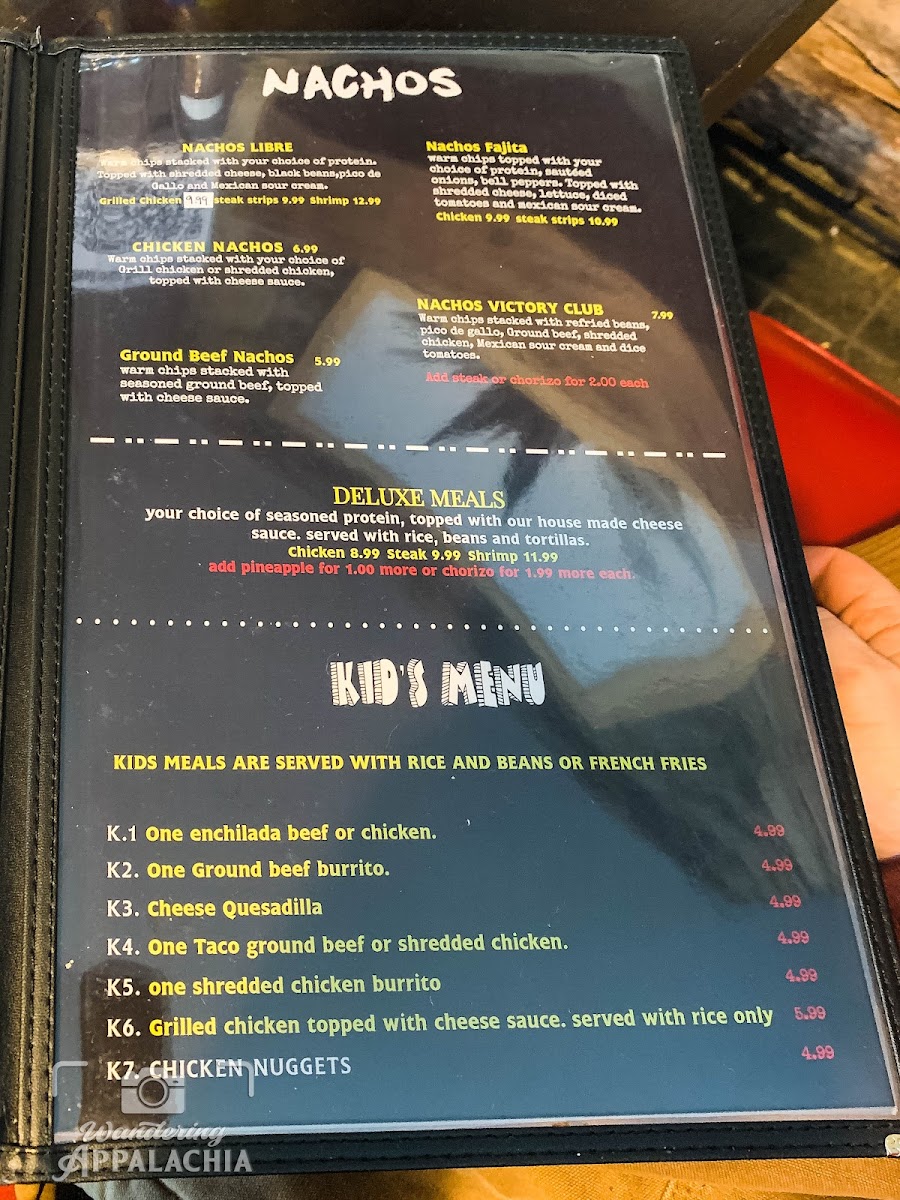 NACHOS
NACHOS LIBRE
Warm chips stacked with your choice of protein.
Topped with shredded cheese, black beans,pico de
Gallo and Mexican sour cream.
Grilled Chicken 9.99 steak strips 9.99 Shrimp 12.99
CHICKEN NACHOS 6.99
Warm chips stacked with your choice of
Grill chicken or shredded chicken,
topped with cheese sauce.
Ground Beef Nachos 5.99
warm chips stacked with
seasoned ground beef, topped
with cheese sauce.
Nachos Fajita
warm chips topped with your
choice of protein, sautéed
onions, bell peppers. Topped with
shredded cheese, lettuce, diced
tomatoes and mexican sour cream.
Chicken 9.99 steak strips 10.99
NACHOS VICTORY CLUB 7.99
Warm chips stacked with refried beans,
pico de gallo, Ground beef, shredded
chicken, Mexican sour cream and dice
tomatoes.
Add steak or chorizo for 2.00 each
DELUXE MEALS
your choice of seasoned protein, topped with our house made cheese
sauce. served with rice, beans and tortillas.
Chicken 8.99 Steak 9.99 Shrimp 11.99
add pineapple for 1.00 more or chorizo for 1.99 more each.
KID'S MENU
KIDS MEALS ARE SERVED WITH RICE AND BEANS OR FRENCH FRIES
K.1 One enchilada beef or chicken. 4.99
K2. One Ground beef burrito. 4.99
K3. Cheese Quesadilla 4.99
K4. One Taco ground beef or shredded chicken. 4.99
K5. one shredded chicken burrito 4.99
K6. Grilled chicken topped with cheese sauce. served with rice only 5.99
K7. CHICKEN NUGGETS 4.99
Wandering
APPALACHIA